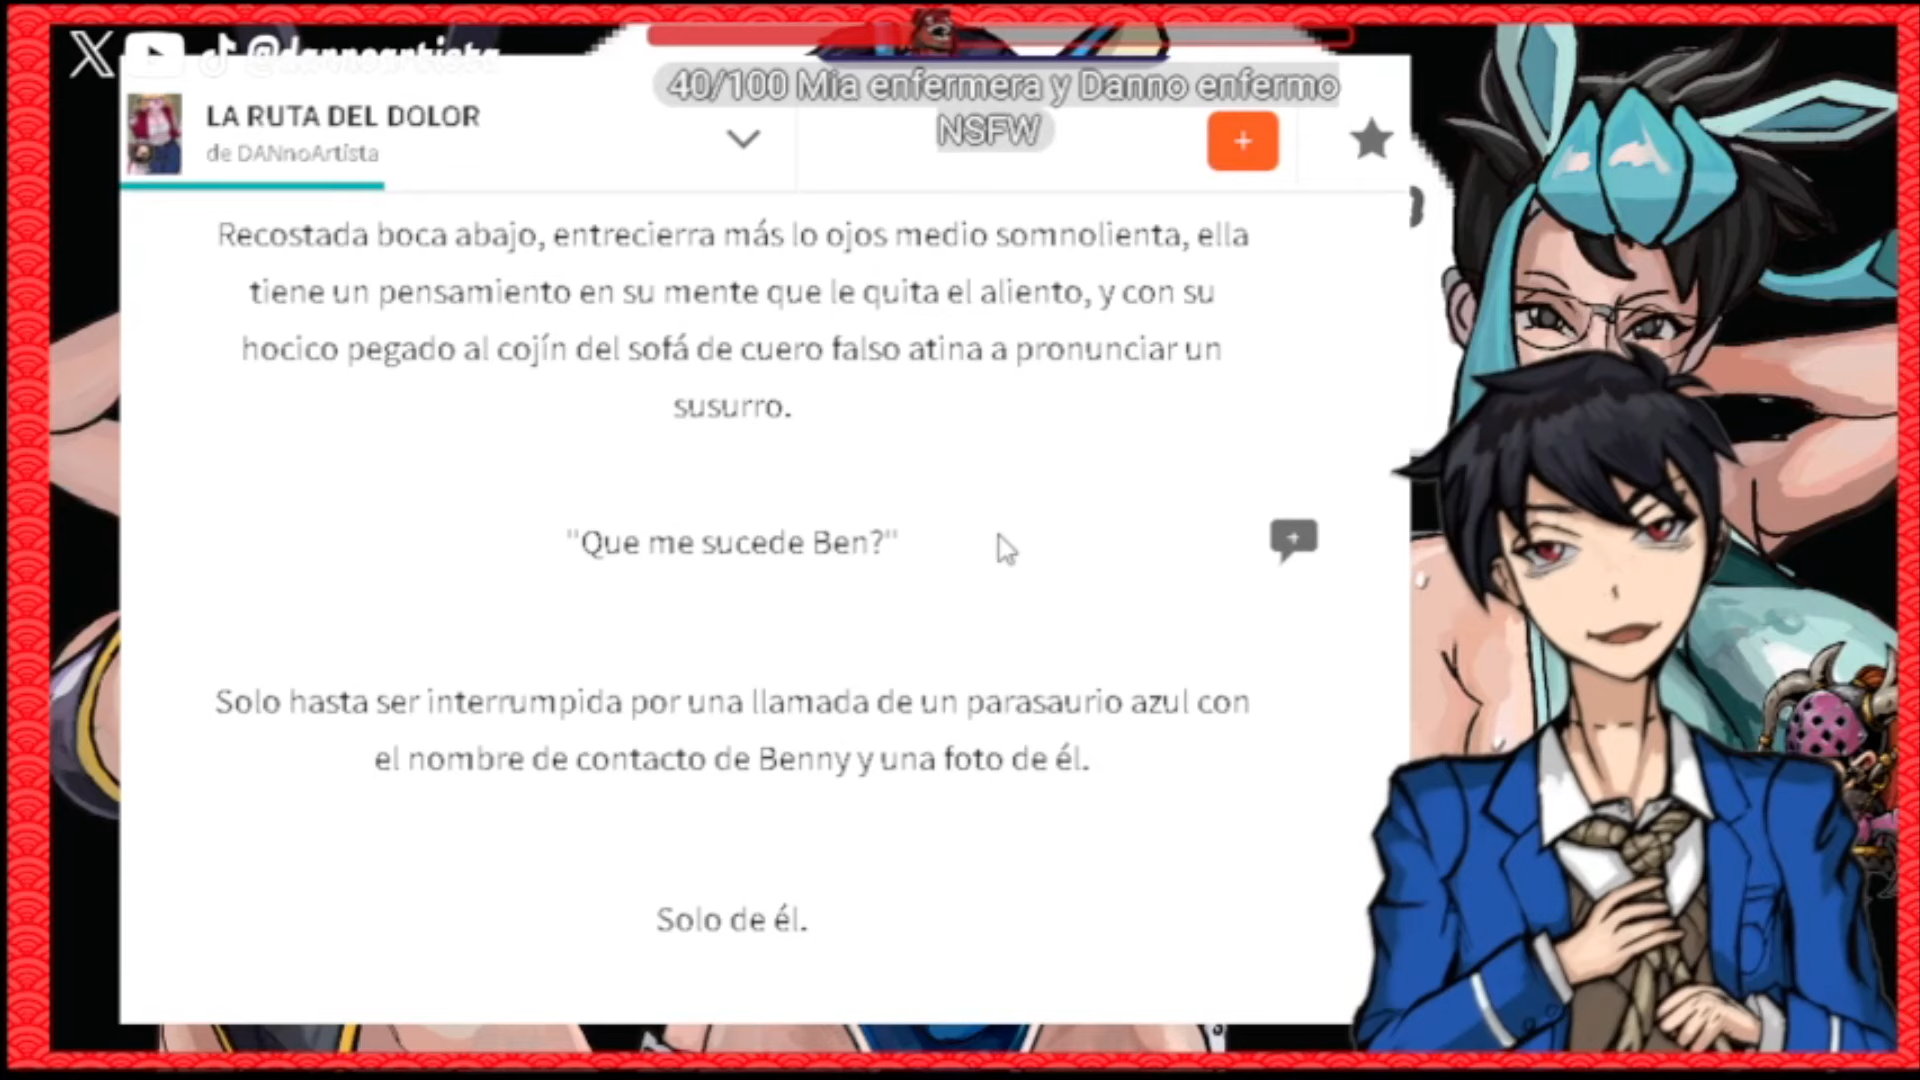 @dannoartista
40/100 Mia enfermera y Danno enfermo
NSFW
LA RUTA DEL DOLOR
de DANnoArtista
Recostada boca abajo, entrecierra más lo ojos medio somnolienta, ella
tiene un pensamiento en su mente que le quita el aliento, y con su
hocico pegado al cojín del sofá de cuero falso atina a pronunciar un
susurro.
"Que me sucede Ben?"
Solo hasta ser interrumpida por una llamada de un parasaurio azul con
el nombre de contacto de Benny y una foto de él.
Solo de él.